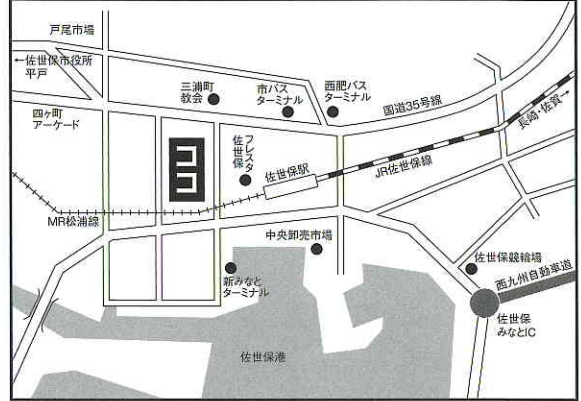 戸尾市場
←佐世保市役所
平戸
三浦町
教会
市バス
ターミナル
西肥バス
ターミナル
国道35号線
長崎・佐賀→
四ヶ町
アーケード
フレスタ
佐世保
佐世保駅
JR佐世保線
MR松浦線
中央卸売市場
新みなと
ターミナル
佐世保競輪場
西九州自動車道
佐世保
みなとIC
佐世保港